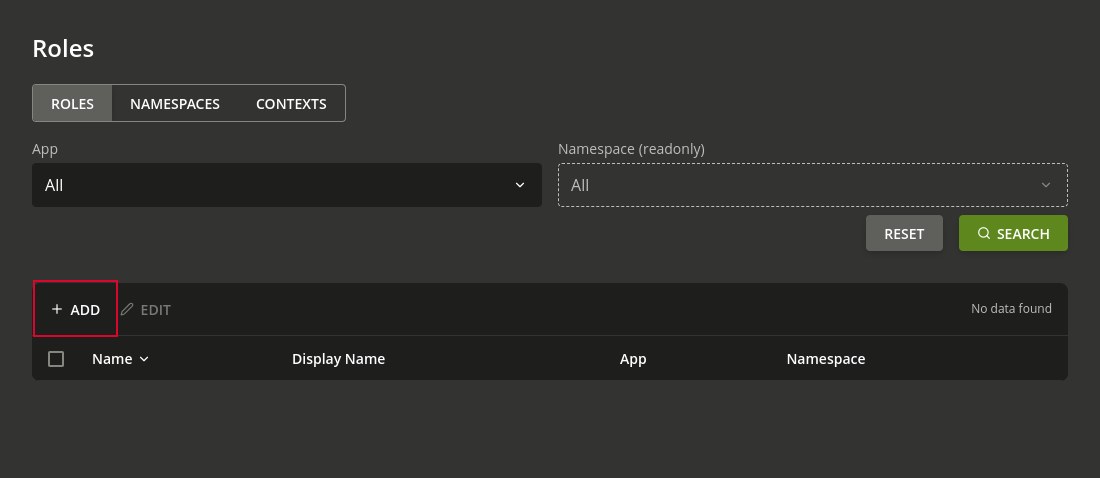 Roles
ROLES NAMESPACES CONTEXTS
App Namespace (readonly)
All All
RESET SEARCH
ADD EDIT No data found
Name Display Name App Namespace